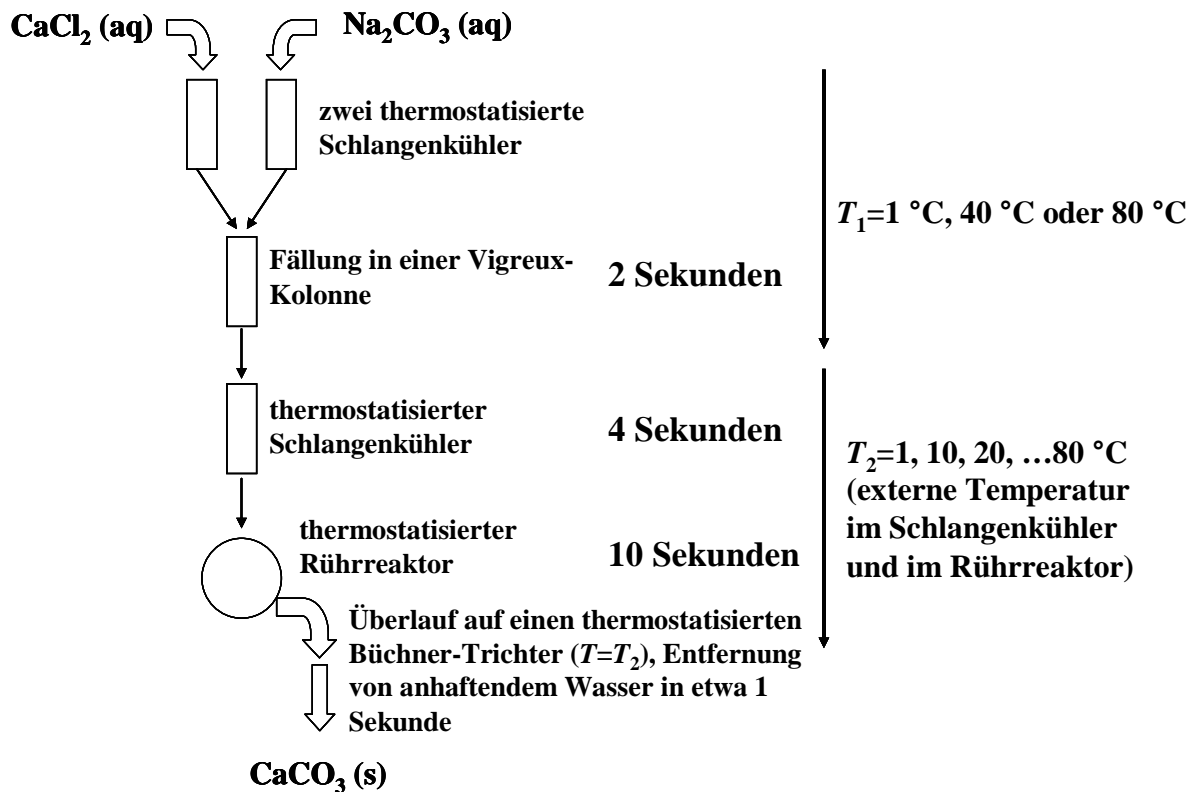 CaCl₂ (aq)
Na₂CO₃ (aq)
zwei thermostatisierte
Schlangenkühler
T₁=1 °C, 40 °C oder 80 °C
Fällung in einer Vigreux-
Kolonne
2 Sekunden
thermostatisierter
Schlangenkühler
4 Sekunden
T₂=1, 10, 20, …80 °C
(externe Temperatur
im Schlangenkühler
und im Rührreaktor)
thermostatisierter
Rührreaktor
10 Sekunden
Überlauf auf einen thermostatisierten
Büchner-Trichter (T=T₂), Entfernung
von anhaftendem Wasser in etwa 1
Sekunde
CaCO₃ (s)